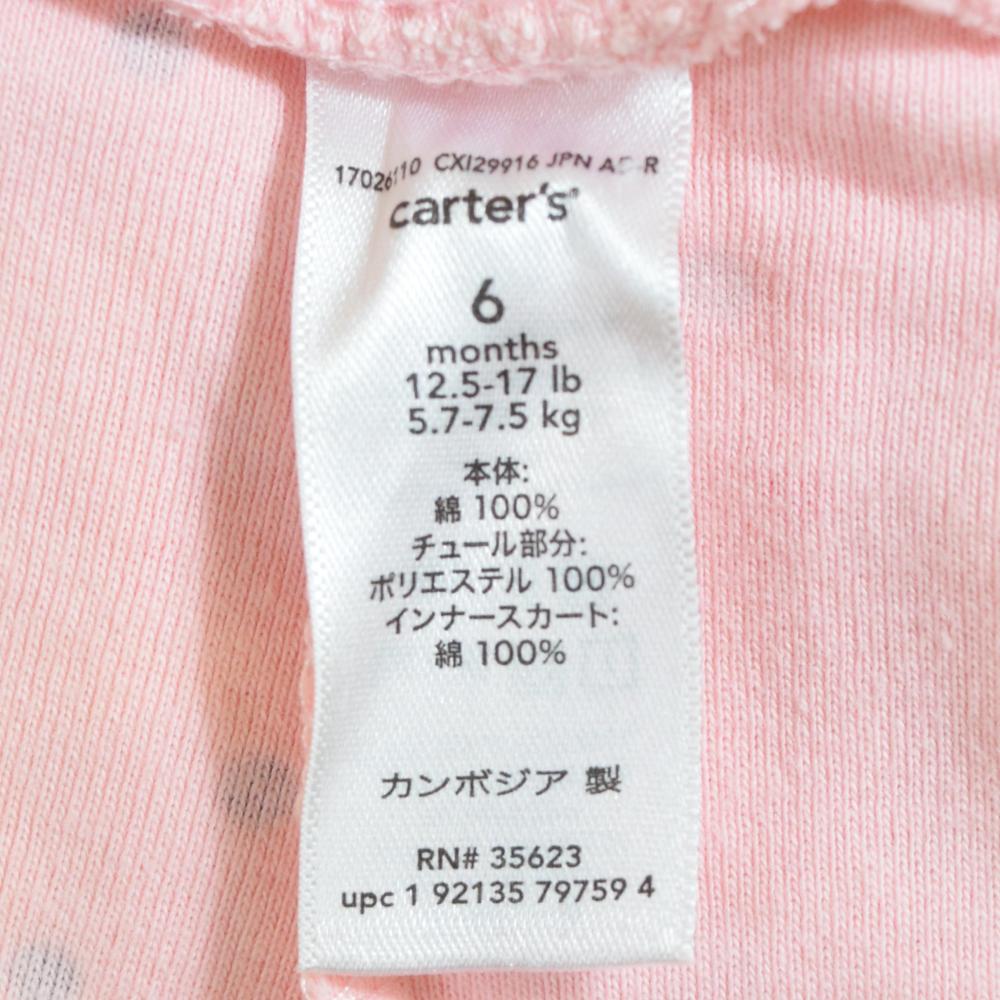 17026110 CXI29916 JPN
carter's
6
months
12.5-17 lb
5.7-7.5 kg
本体:
綿 100%
チュール部分:
ポリエステル 100%
インナースカート:
綿 100%
カンボジア 製
RN# 35623
upc 1 92135 79759 4